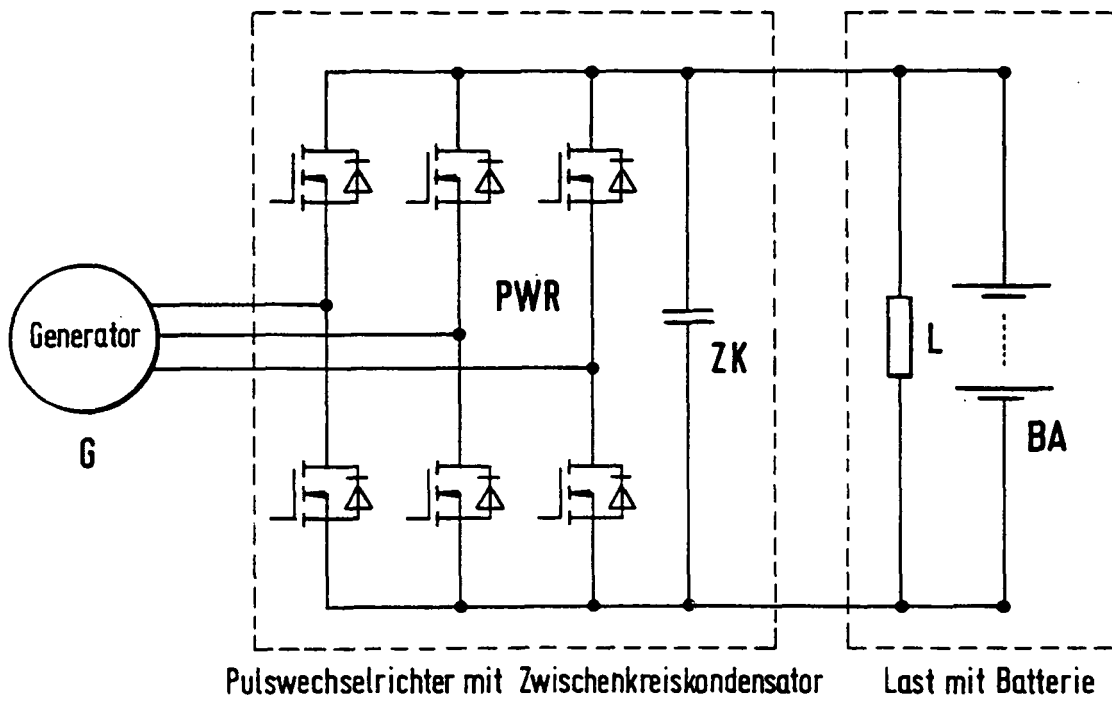 PWR
Generator
ZK
L
G
BA
Pulswechselrichter mit Zwischenkreiskondensator
Last mit Batterie